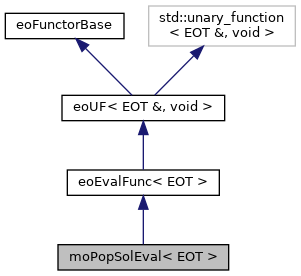 eoFunctorBase
std::unary_function
< EOT &, void >
eoUF< EOT &, void >
eoEvalFunc< EOT >
moPopSolEval< EOT >